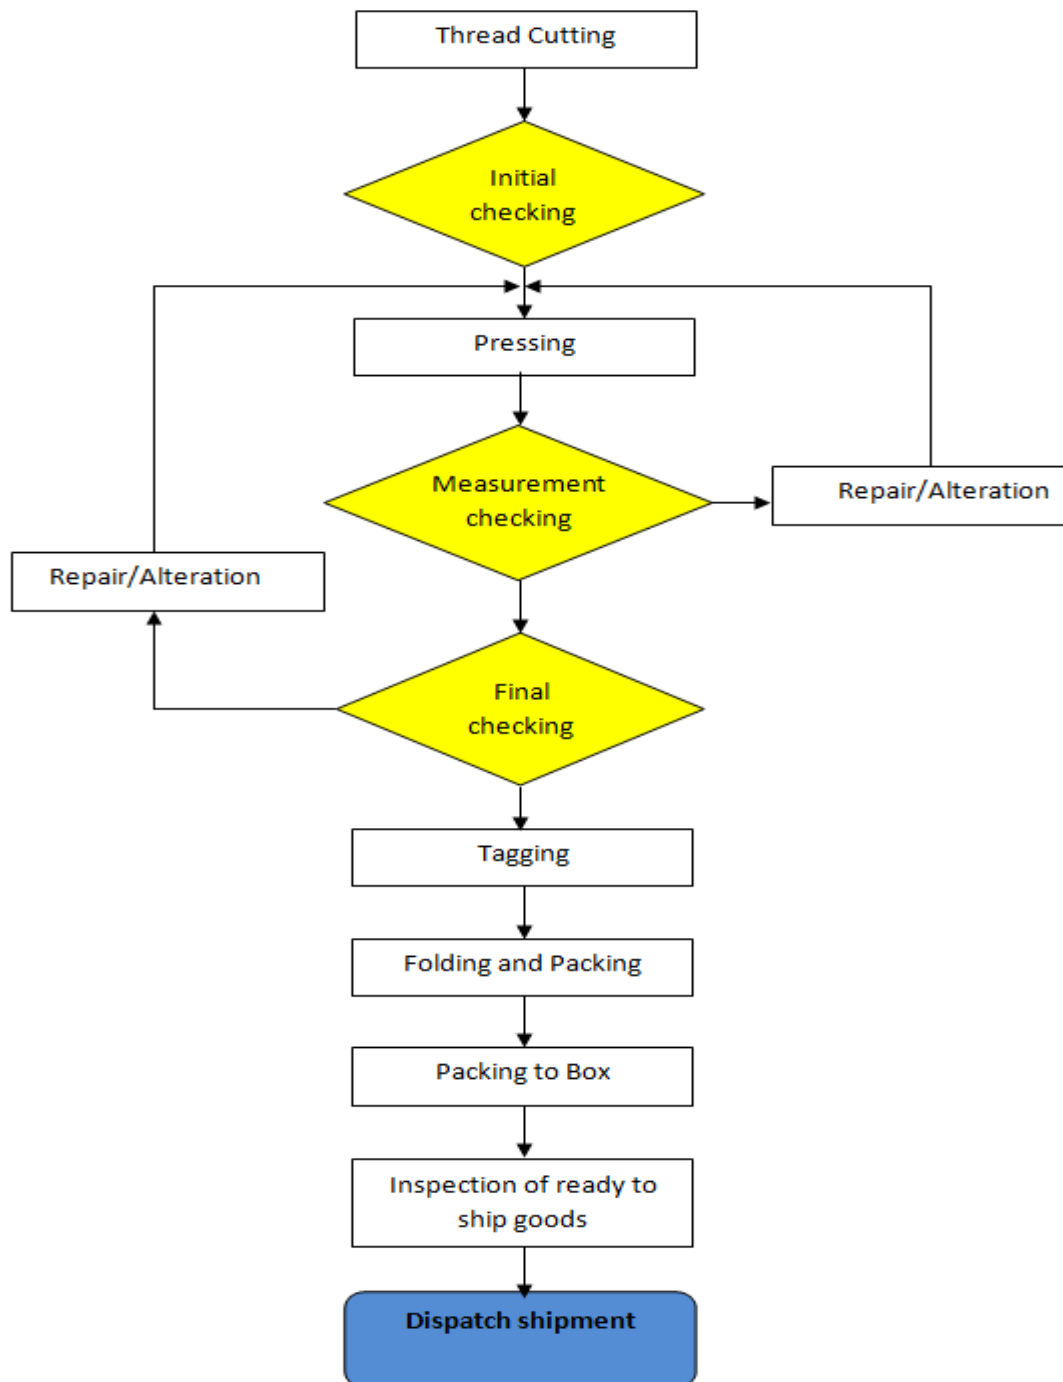 Thread Cutting
Initial
checking
Pressing
Measurement
checking
Repair/Alteration
Repair/Alteration
Final
checking
Tagging
Folding and Packing
Packing to Box
Inspection of ready to
ship goods
Dispatch shipment